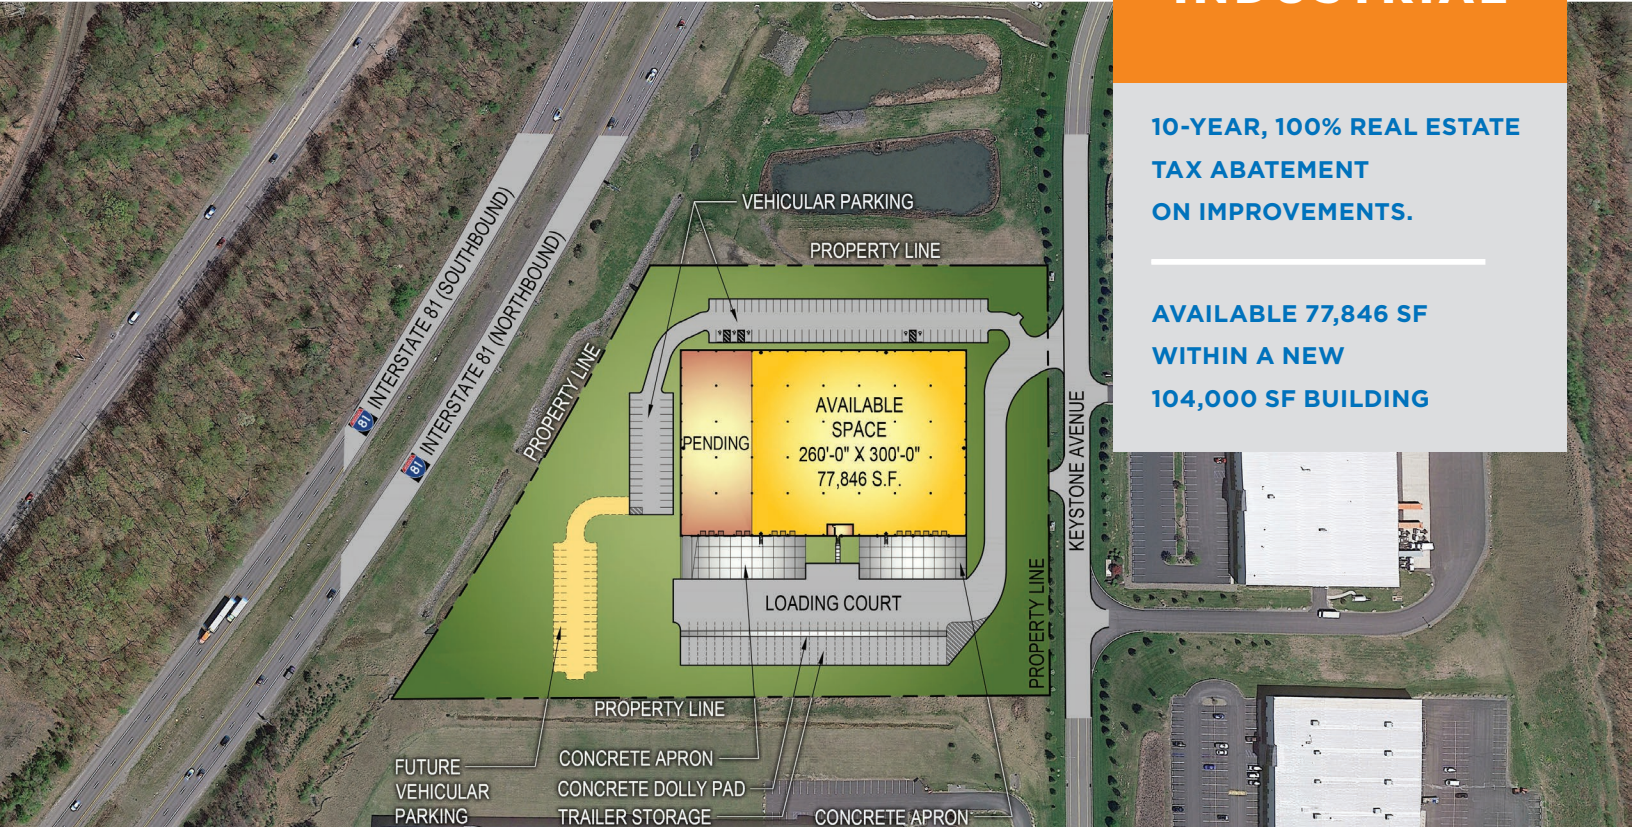 INDUSTRIAL
10-YEAR, 100% REAL ESTATE
TAX ABATEMENT
ON IMPROVEMENTS.
AVAILABLE 77,846 SF
WITHIN A NEW
104,000 SF BUILDING
VEHICULAR PARKING
PROPERTY LINE
INTERSTATE 81 (SOUTHBOUND)
81
INTERSTATE 81 (NORTHBOUND)
81
PROPERTY LINE
PENDING
AVAILABLE
SPACE
260'-0" X 300'-0"
77,846 S.F.
KEYSTONE AVENUE
LOADING COURT
PROPERTY LINE
PROPERTY LINE
FUTURE
VEHICULAR
PARKING
CONCRETE APRON
CONCRETE DOLLY PAD
TRAILER STORAGE
CONCRETE APRON